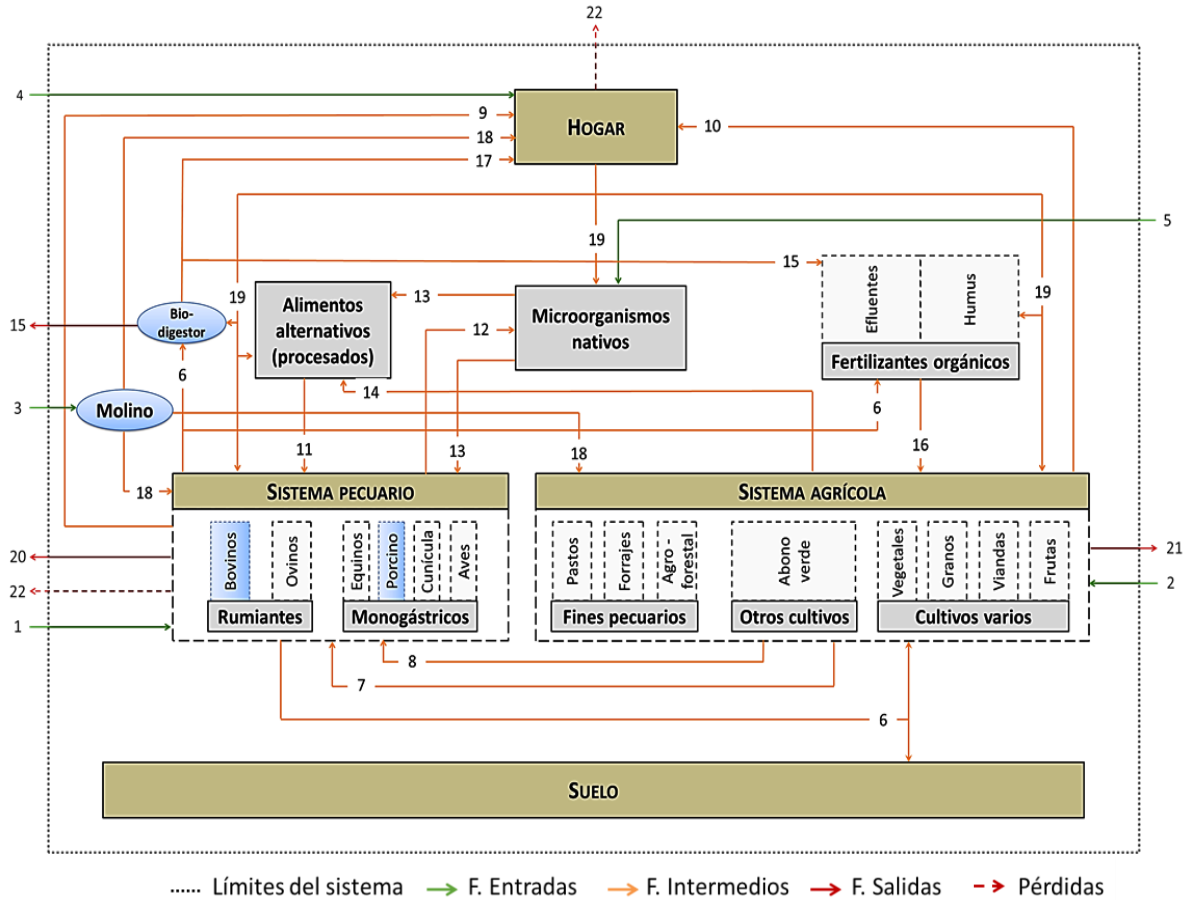 22
4
9
HOGAR
10
18
17
5
19
15
Efluentes
Humus
19
Alimentos
alternativos
(procesados)
13
Microorganismos
nativos
19
Bio-
digestor
15
12
Fertilizantes orgánicos
6
14
3
Molino
6
11
13
18
16
18
SISTEMA PECUARIO
SISTEMA AGRÍCOLA
20
22
1
Bovinos
Ovinos
Equinos
Porcino
Cunícula
Aves
Pastos
Forrajes
Agro -
forestal
Abono
verde
Vegetales
Granos
Viandas
Frutas
21
2
Rumiantes
Monogástricos
Fines pecuarios
Otros cultivos
Cultivos varios
8
7
6
SUELO
Límites del sistema
F. Entradas
F. Intermedios
F. Salidas
Pérdidas